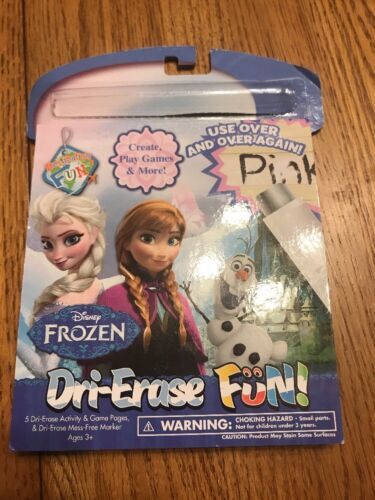 Create,
Play Games
& More!
USE OVER
AND OVER AGAIN!
Pink
FUN
Disney
FROZEN
Dri-Erase FUN!
5 Dri-Erase Activity & Game Pages,
& Dri-Erase Mess-Free Marker
Ages 3+
WARNING:
CHOKING HAZARD - Small parts.
Not for children under 3 years.
CAUTION: Product May Stain Some Surfaces